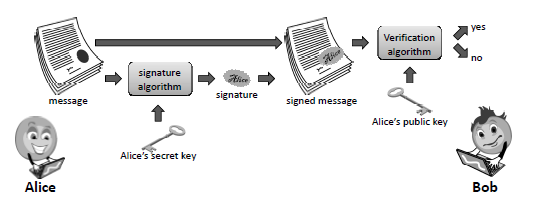 message
signature
algorithm
Alice
signature
Alice's secret key
Alice
signed message
Verification
algorithm
yes
no
Alice's public key
Alice
Bob